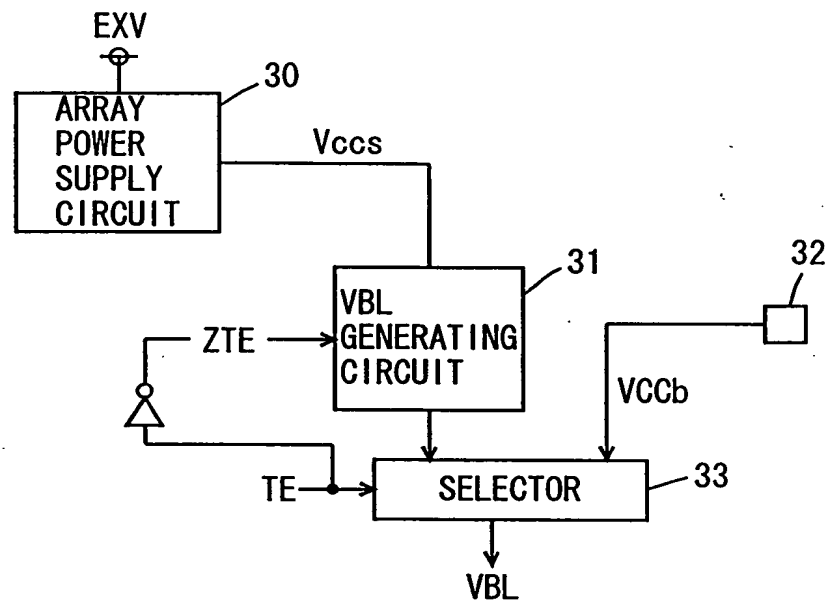 EXV
30
ARRAY
POWER
SUPPLY
CIRCUIT
Vccs
31
32
VBL
GENERATING
CIRCUIT
ZTE
VCCb
TE
SELECTOR
33
VBL